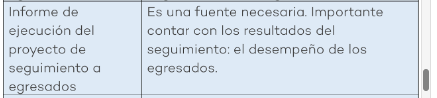 Informe de
ejecución del
proyecto de
seguimiento a
egresados
Es una fuente necesaria. Importante
contar con los resultados del
seguimiento: el desempeño de los
egresados.